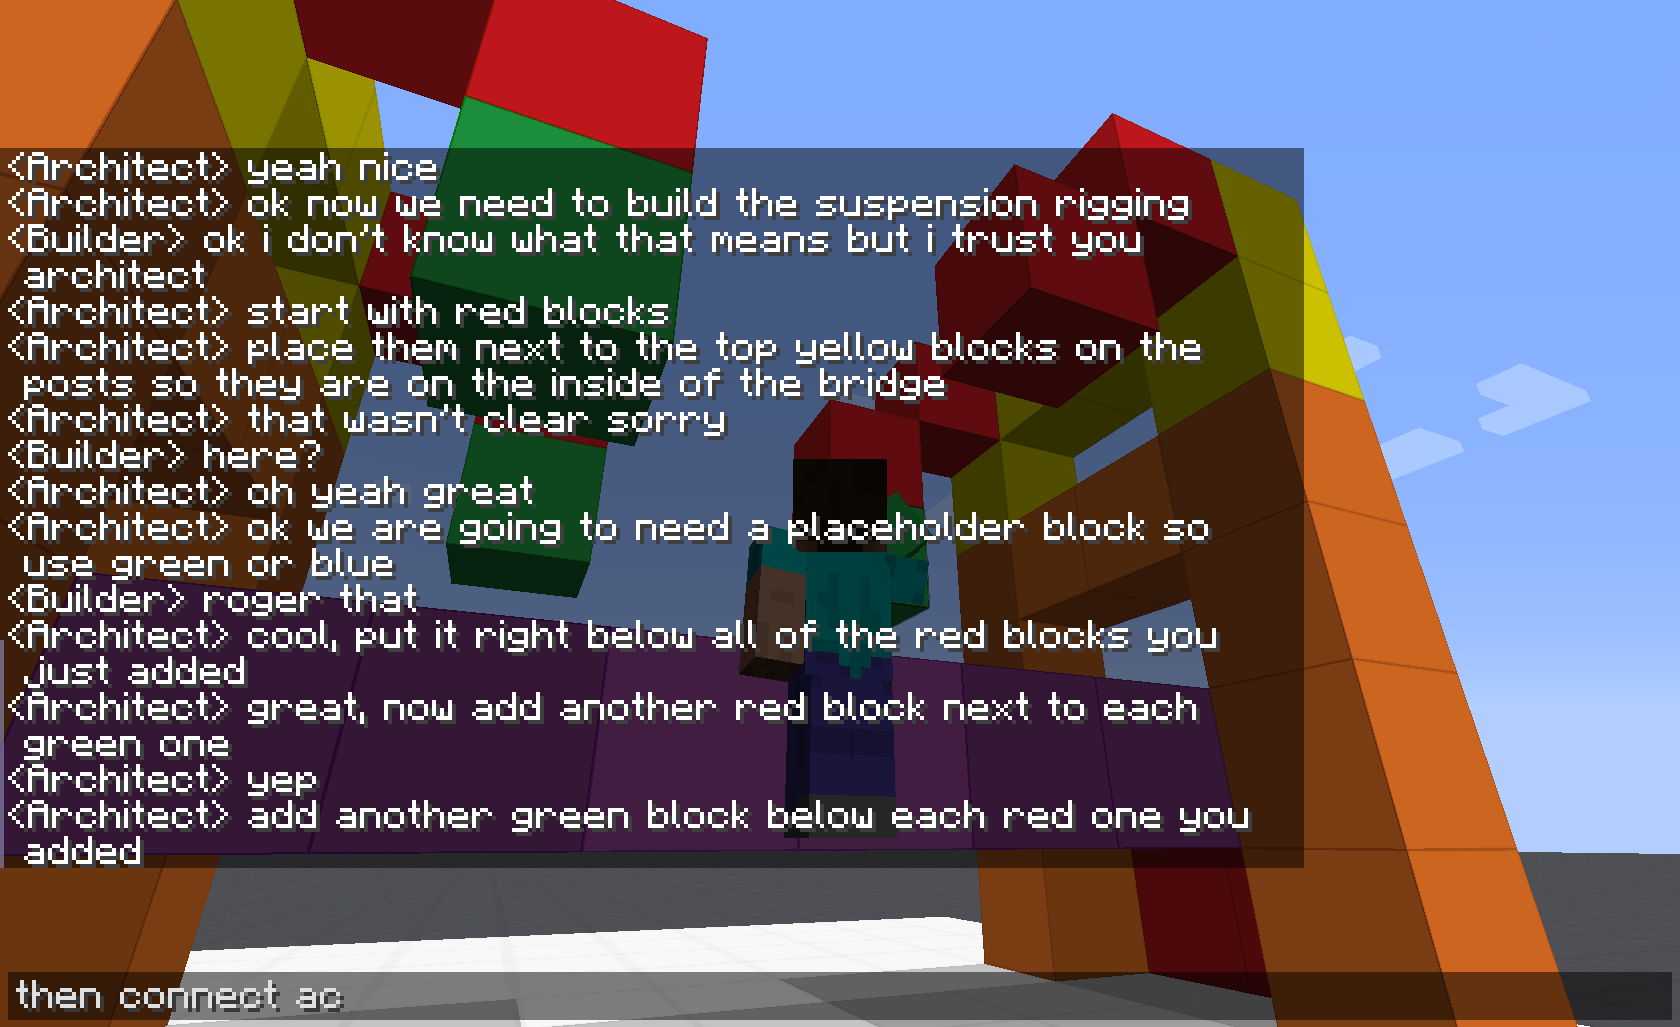 <Architect> yeah nice
<Architect> ok now we need to build the suspension rigging
<Builder> ok i don't know what that means but i trust you
architect
<Architect> start with red blocks
<Architect> place them next to the top yellow blocks on the
posts so they are on the inside of the bridge
<Architect> that wasn't clear sorry
<Builder> here?
<Architect> oh yeah great
<Architect> ok we are going to need a placeholder block so
use green or blue
<Builder> roger that
<Architect> cool, put it right below all of the red blocks you
just added
<Architect> great, now add another red block next to each
green one
<Architect> yep
<Architect> add another green block below each red one you
added
then connect ac